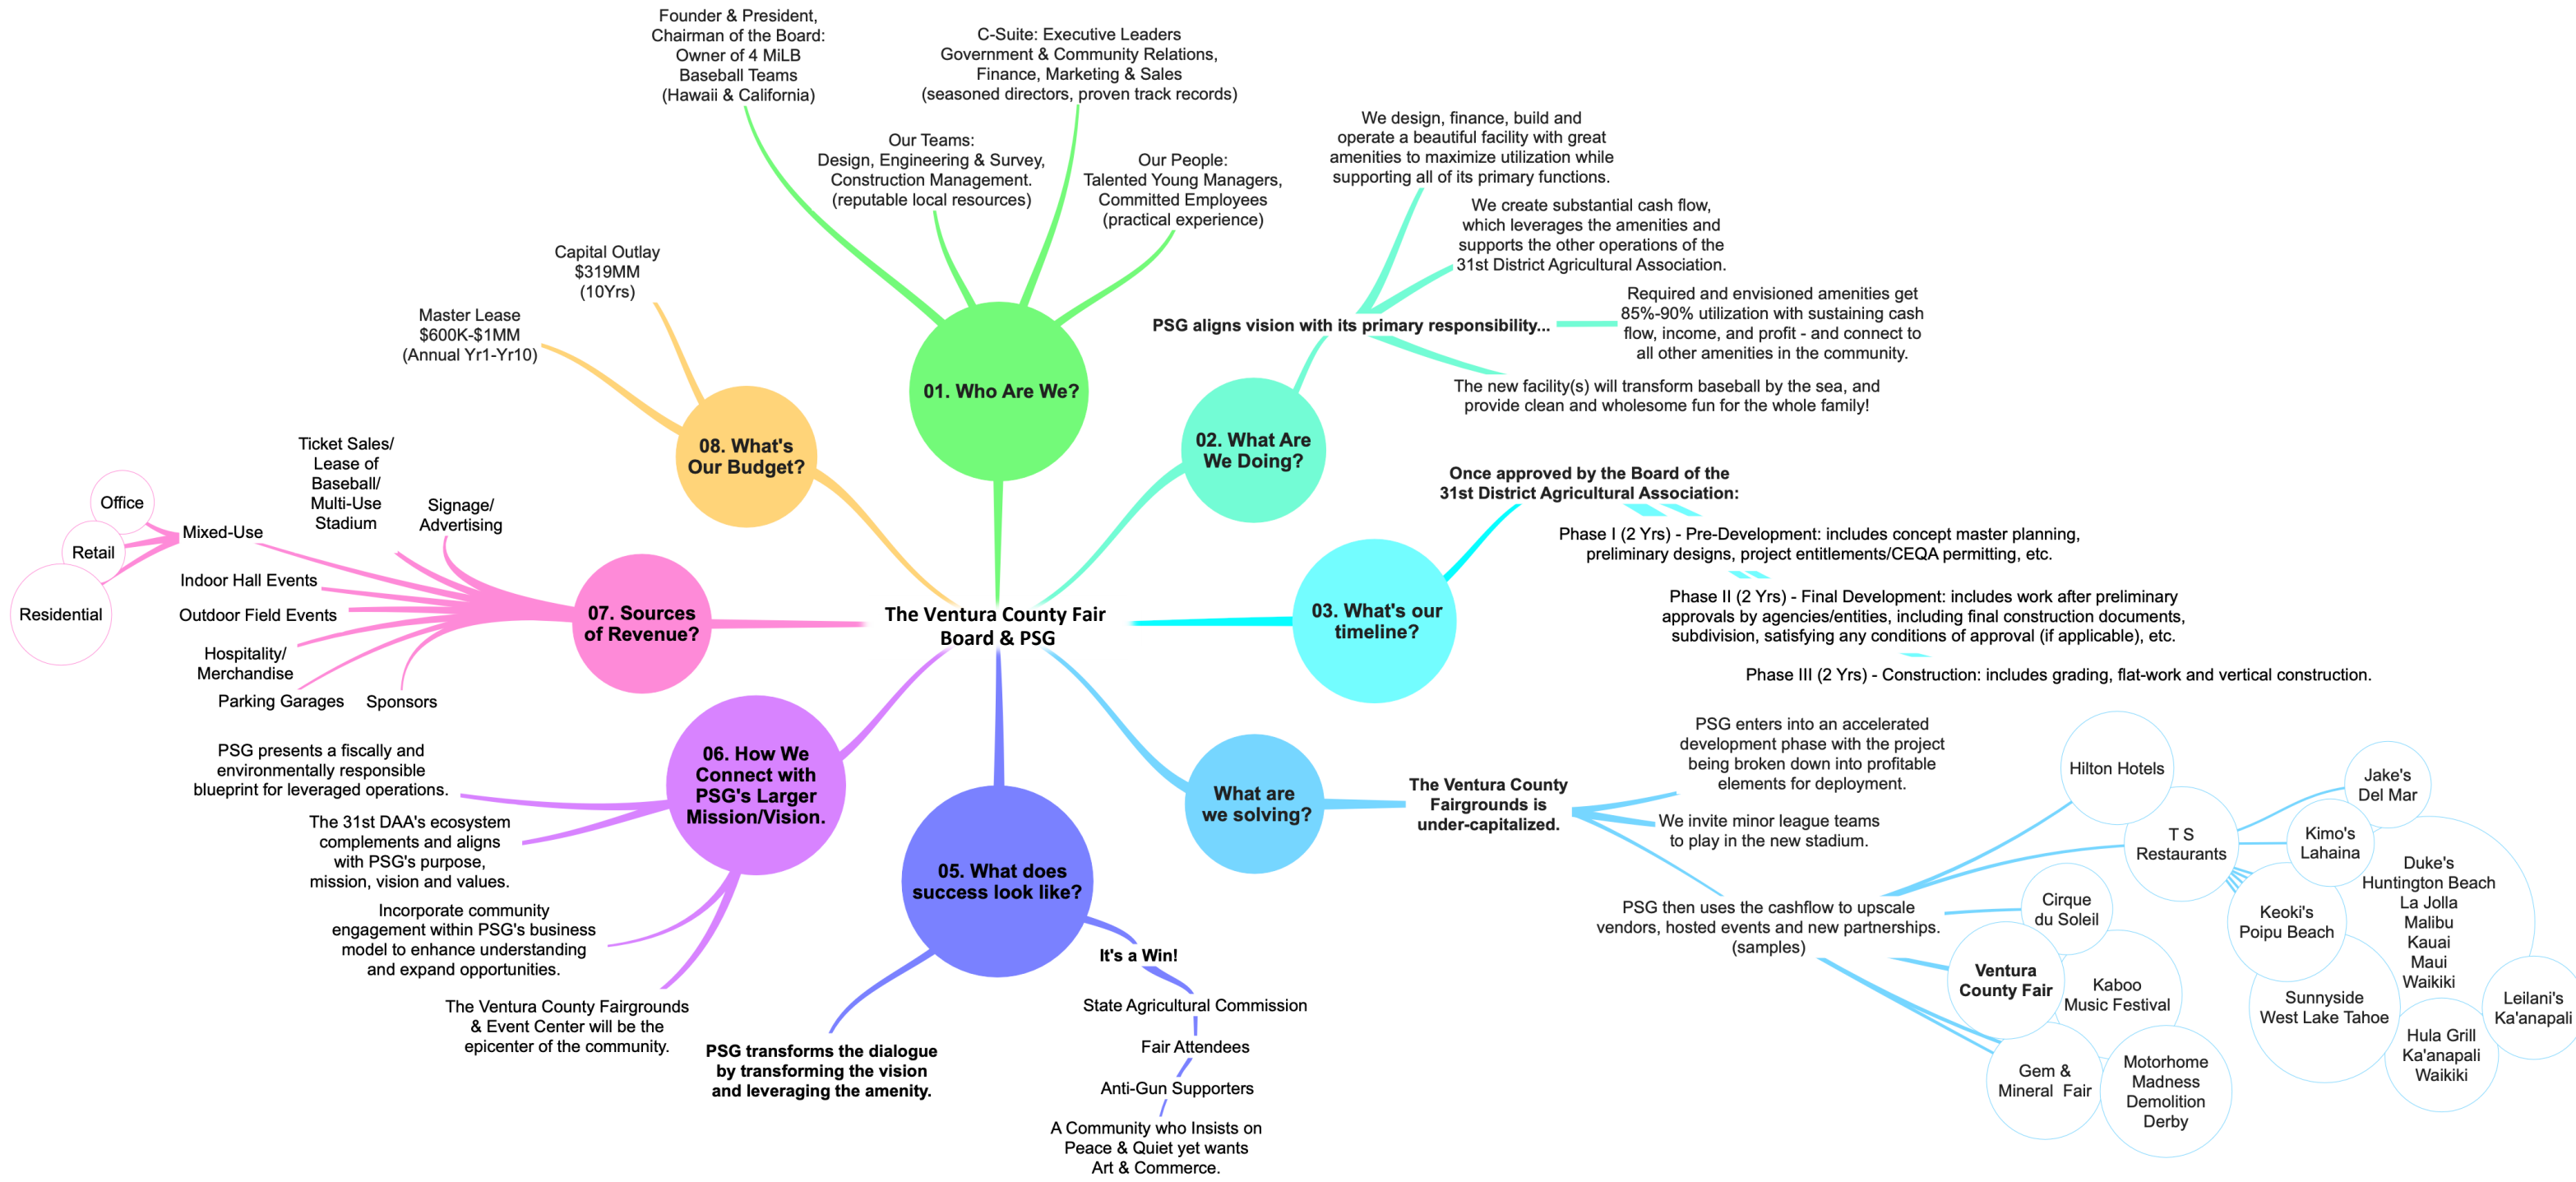 The Ventura County Fair
Board & PSG
01. Who Are We?
Founder & President,
Chairman of the Board:
Owner of 4 MiLB
Baseball Teams
(Hawaii & California)
Our Teams:
Design, Engineering & Survey,
Construction Management.
(reputable local resources)
C-Suite: Executive Leaders
Government & Community Relations,
Finance, Marketing & Sales
(seasoned directors, proven track records)
Our People:
Talented Young Managers,
Committed Employees
(practical experience)
02. What Are
We Doing?
PSG aligns vision with its primary responsibility...
We design, finance, build and
operate a beautiful facility with great
amenities to maximize utilization while
supporting all of its primary functions.
We create substantial cash flow,
which leverages the amenities and
supports the other operations of the
31st District Agricultural Association.
Required and envisioned amenities get
85%-90% utilization with sustaining cash
flow, income, and profit - and connect to
all other amenities in the community.
The new facility(s) will transform baseball by the sea, and
provide clean and wholesome fun for the whole family!
03. What's our
timeline?
Once approved by the Board of the
31st District Agricultural Association:
Phase I (2 Yrs) - Pre-Development: includes concept master planning,
preliminary designs, project entitlements/CEQA permitting, etc.
Phase II (2 Yrs) - Final Development: includes work after preliminary
approvals by agencies/entities, including final construction documents,
subdivision, satisfying any conditions of approval (if applicable), etc.
Phase III (2 Yrs) - Construction: includes grading, flat-work and vertical construction.
What are
we solving?
The Ventura County
Fairgrounds is
under-capitalized.
PSG enters into an accelerated
development phase with the project
being broken down into profitable
elements for deployment.
We invite minor league teams
to play in the new stadium.
PSG then uses the cashflow to upscale
vendors, hosted events and new partnerships.
(samples)
Hilton Hotels
T S
Restaurants
Jake's
Del Mar
Kimo's
Lahaina
Duke's
Huntington Beach
La Jolla
Malibu
Kauai
Maui
Waikiki
Keoki's
Poipu Beach
Sunnyside
West Lake Tahoe
Hula Grill
Ka'anapali
Waikiki
Leilani's
Ka'anapali
Cirque
du Soleil
Ventura
County Fair
Kaboo
Music Festival
Gem &
Mineral Fair
Motorhome
Madness
Demolition
Derby
05. What does
success look like?
It's a Win!
State Agricultural Commission
Fair Attendees
Anti-Gun Supporters
A Community who Insists on
Peace & Quiet yet wants
Art & Commerce.
PSG transforms the dialogue
by transforming the vision
and leveraging the amenity.
06. How We
Connect with
PSG's Larger
Mission/Vision.
PSG presents a fiscally and
environmentally responsible
blueprint for leveraged operations.
The 31st DAA's ecosystem
complements and aligns
with PSG's purpose,
mission, vision and values.
Incorporate community
engagement within PSG's business
model to enhance understanding
and expand opportunities.
The Ventura County Fairgrounds
& Event Center will be the
epicenter of the community.
07. Sources
of Revenue?
Signage/
Advertising
Ticket Sales/
Lease of
Baseball/
Multi-Use
Stadium
Mixed-Use
Office
Retail
Residential
Indoor Hall Events
Outdoor Field Events
Hospitality/
Merchandise
Parking Garages
Sponsors
08. What's
Our Budget?
Master Lease
$600K-$1MM
(Annual Yr1-Yr10)
Capital Outlay
$319MM
(10Yrs)